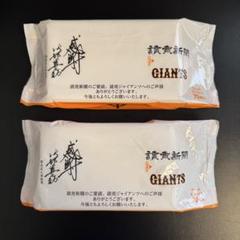 感謝
読売新聞
GIANTS
読売新聞のご愛読、読売ジャイアンツへのご声援
ありがとうございます。
今後ともよろしくお願いいたします。
感謝
読売新聞
GIANTS
読売新聞のご愛読、読売ジャイアンツへのご声援
ありがとうございます。
今後ともよろしくお願いいたします。